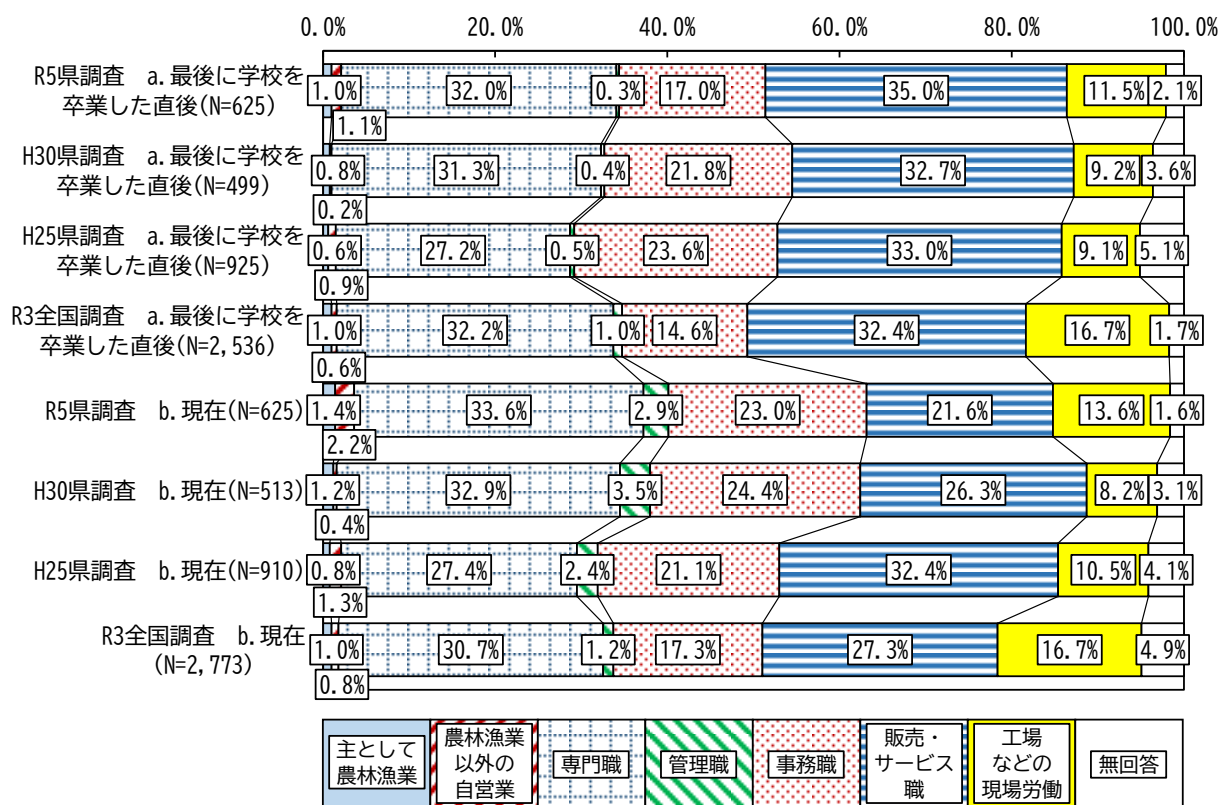 0.0% 20.0% 40.0% 60.0% 80.0% 100.0%
R5県調査　a.最後に学校を
卒業した直後(N=625)
1.0% 32.0% 0.3% 17.0% 35.0% 11.5% 2.1%
1.1%
H30県調査　a.最後に学校を
卒業した直後(N=499)
0.8% 31.3% 0.4% 21.8% 32.7% 9.2% 3.6%
0.2%
H25県調査　a.最後に学校を
卒業した直後(N=925)
0.6% 27.2% 0.5% 23.6% 33.0% 9.1% 5.1%
0.9%
R3全国調査　a.最後に学校を
卒業した直後(N=2,536)
1.0% 32.2% 1.0% 14.6% 32.4% 16.7% 1.7%
0.6%
R5県調査　b.現在(N=625)
1.4% 33.6% 2.9% 23.0% 21.6% 13.6% 1.6%
2.2%
H30県調査　b.現在(N=513)
1.2% 32.9% 3.5% 24.4% 26.3% 8.2% 3.1%
0.4%
H25県調査　b.現在(N=910)
0.8% 27.4% 2.4% 21.1% 32.4% 10.5% 4.1%
1.3%
R3全国調査　b.現在
(N=2,773)
1.0% 30.7% 1.2% 17.3% 27.3% 16.7% 4.9%
0.8%
主として
農林漁業
農林漁業
以外の
自営業
専門職
管理職
事務職
販売・
サービス
職
工場
などの
現場労働
無回答